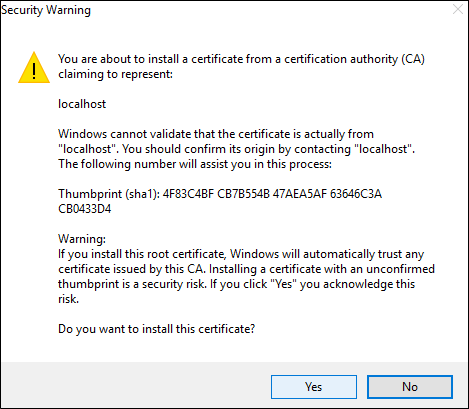 Security Warning
You are about to install a certificate from a certification authority (CA)
claiming to represent:
localhost
Windows cannot validate that the certificate is actually from
"localhost". You should confirm its origin by contacting "localhost".
The following number will assist you in this process:
Thumbprint (sha1): 4F83C4BF CB7B554B 47AEA5AF 63646C3A
CB0433D4
Warning:
If you install this root certificate, Windows will automatically trust any
certificate issued by this CA. Installing a certificate with an unconfirmed
thumbprint is a security risk. If you click "Yes" you acknowledge this
risk.
Do you want to install this certificate?
Yes
No